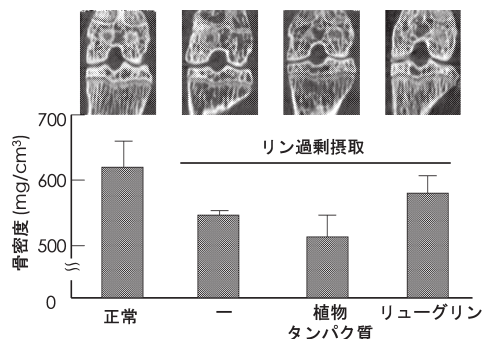 700
リン過剰摂取
600
骨密度 (mg/cm³)
500
0
正常
ー
植物
タンパク質
リューグリン